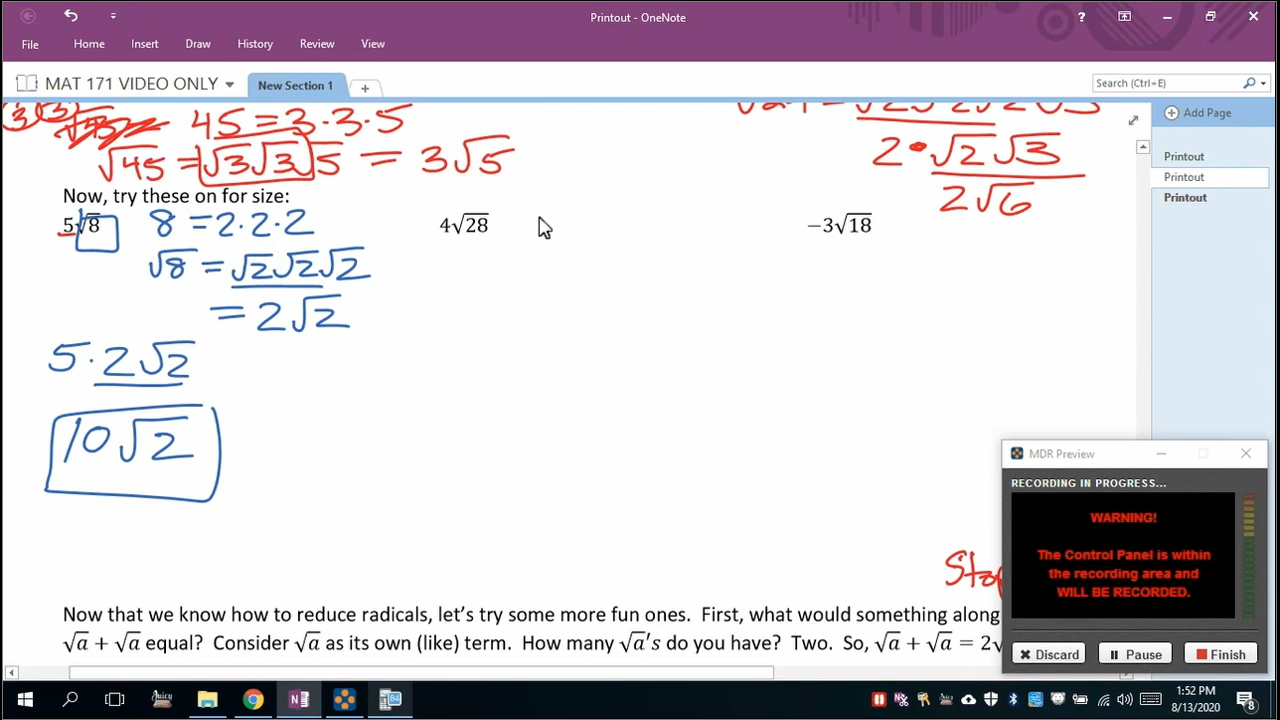 Printout - OneNote
?
File Home Insert Draw History Review View
MAT 171 VIDEO ONLY New Section 1 +
Search (Ctrl+E)
Add Page
Printout
Printout
Printout
45 = 3·3·5
√45 = √3√3√5 = 3√5
2·√2√3
2√6
Now, try these on for size:
5√8
8 = 2·2·2
√8 = √2√2√2
= 2√2
5·2√2
10√2
4√28
−3√18
Stop
Now that we know how to reduce radicals, let's try some more fun ones. First, what would something along
√a + √a equal? Consider √a as its own (like) term. How many √a's do you have? Two. So, √a + √a = 2√
MDR Preview
RECORDING IN PROGRESS...
WARNING!
The Control Panel is within
the recording area and
WILL BE RECORDED.
Discard Pause Finish
Juicy
1:52 PM
8/13/2020
8